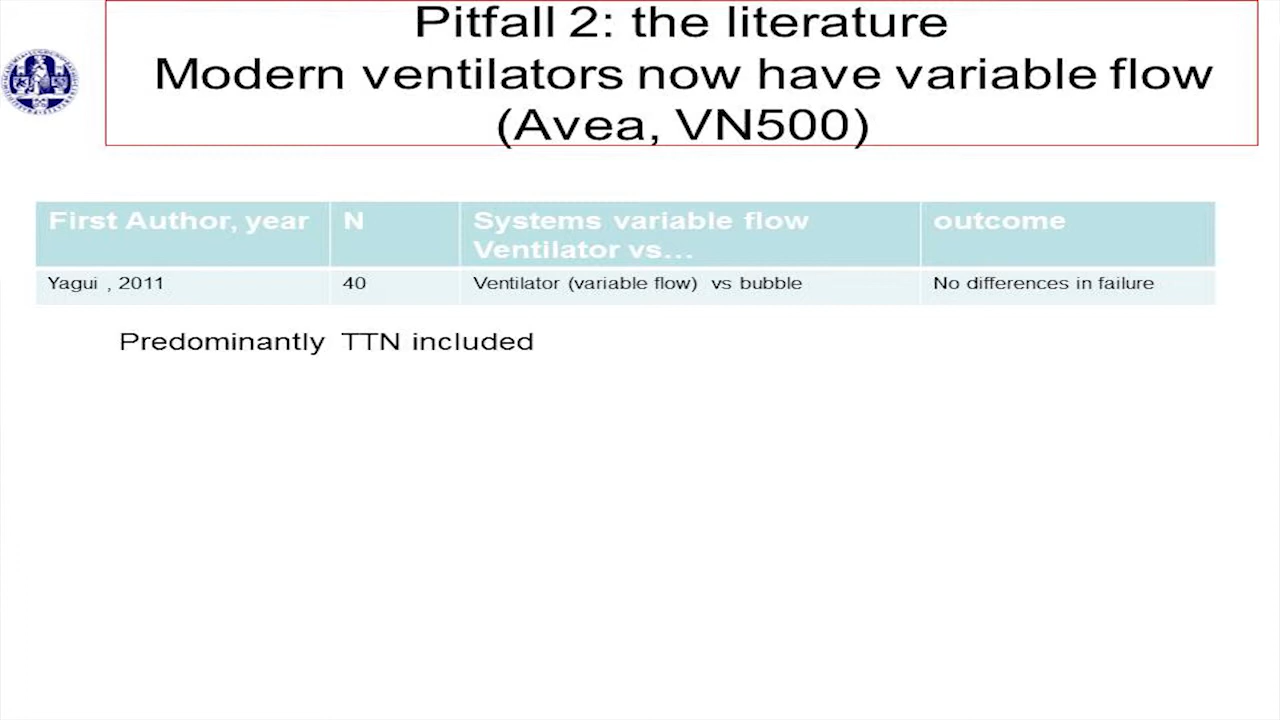 Pitfall 2: the literature
Modern ventilators now have variable flow
(Avea, VN500)
First Author, year N Systems variable flow outcome
Ventilator vs...
Yagui , 2011 40 Ventilator (variable flow) vs bubble No differences in failure
Predominantly TTN included